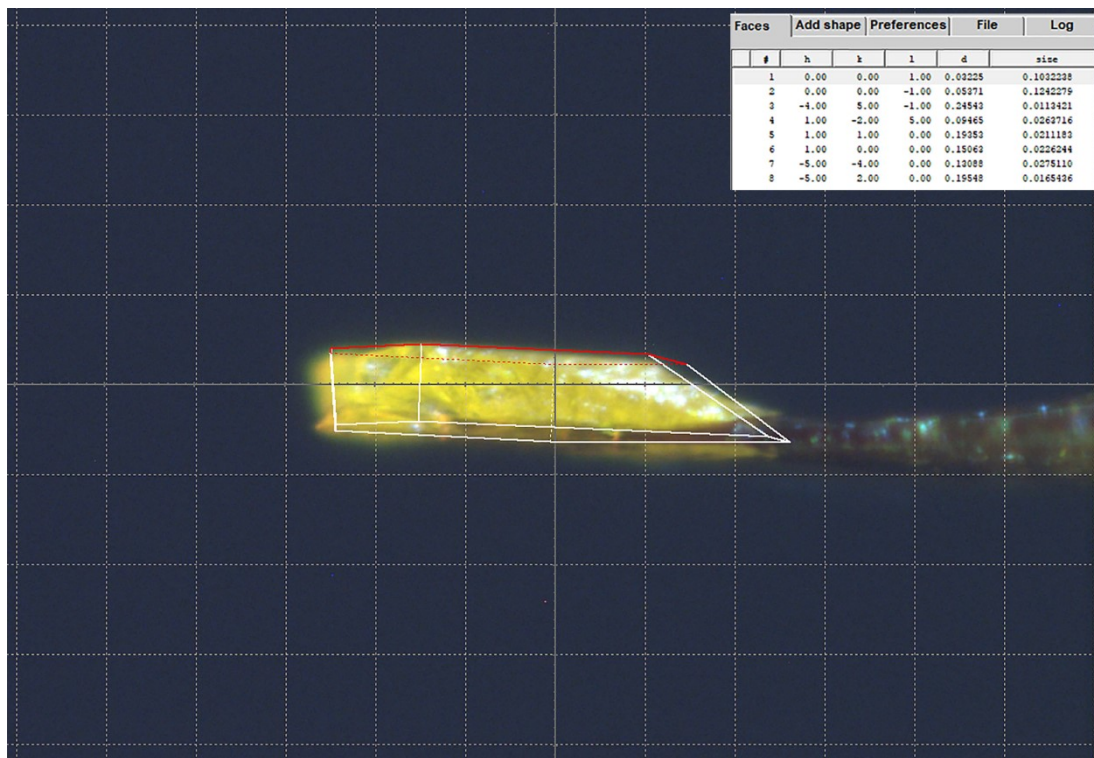 Faces Add shape Preferences File Log
# h k l d size
1 0.00 0.00 1.00 0.03225 0.1032238
2 0.00 0.00 -1.00 0.05371 0.1242279
3 -4.00 5.00 -1.00 0.24543 0.0113421
4 1.00 -2.00 5.00 0.09465 0.0263716
5 1.00 1.00 0.00 0.19353 0.0211183
6 1.00 0.00 0.00 0.15063 0.0226244
7 -5.00 -4.00 0.00 0.13088 0.0275110
8 -5.00 2.00 0.00 0.19548 0.0165436